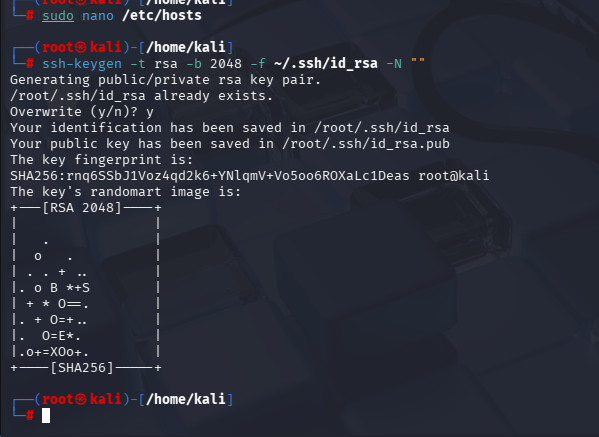 ┌──(root㉿kali)-[/home/kali]
└─# sudo nano /etc/hosts
┌──(root㉿kali)-[/home/kali]
└─# ssh-keygen -t rsa -b 2048 -f ~/.ssh/id_rsa -N ""
Generating public/private rsa key pair.
/root/.ssh/id_rsa already exists.
Overwrite (y/n)? y
Your identification has been saved in /root/.ssh/id_rsa
Your public key has been saved in /root/.ssh/id_rsa.pub
The key fingerprint is:
SHA256:rnq6SSbJ1Voz4qd2k6+YNlqmV+Vo5oo6ROXaLc1Deas root@kali
The key's randomart image is:
+---[RSA 2048]----+
|                 |
|   .             |
|  o   .          |
| . . + ..        |
|. o B *+S        |
| + * O==.        |
|. + O=+..        |
|.  O=E*.         |
|.o+=XOo+.        |
+----[SHA256]-----+
┌──(root㉿kali)-[/home/kali]
└─#